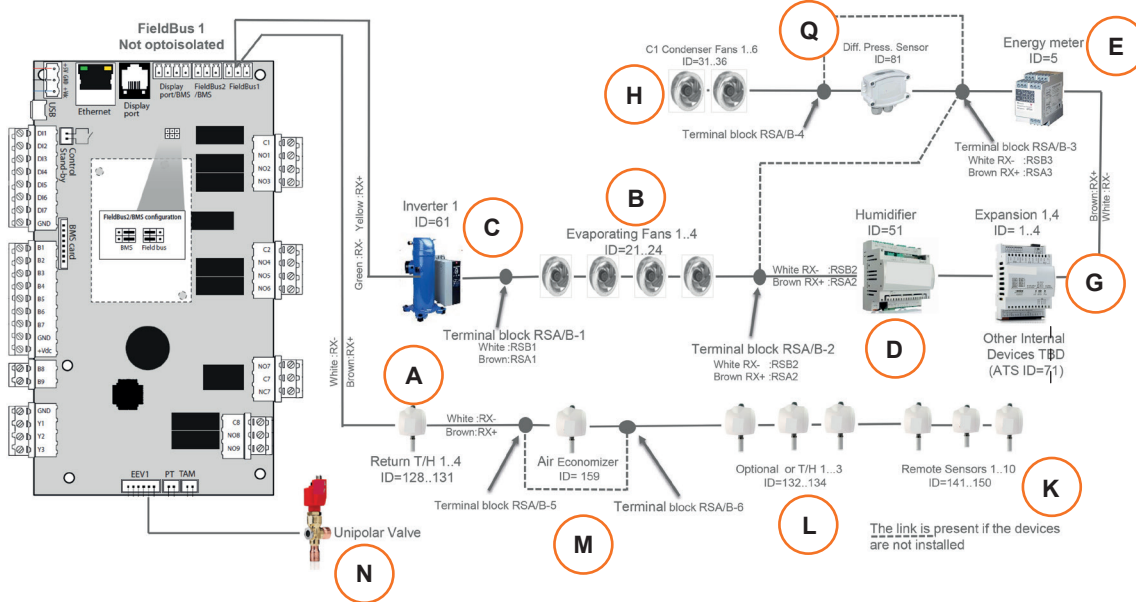 FieldBus 1
Not optoisolated
+5V GND +Vbl
USB
Ethernet
Display
port
Display
port/BMS
FieldBus2
/BMS
FieldBus1
DI1
DI2
DI3
DI4
DI5
DI6
DI7
GND
Control
Stand-by
BMS card
FieldBus2/BMS configuration
BMS
Field bus
B1
B2
B3
B4
B5
B6
B7
GND
+Vdc
B8
B9
GND
Y1
Y2
Y3
C1
NO1
NO2
NO3
C2
NO4
NO5
NO6
NO7
C7
NC7
C8
NO8
NO9
EEV1
PT
TAM
Unipolar Valve
N
Green :RX-
Yellow :RX+
White :RX-
Brown:RX+
Inverter 1
ID=61
C
Terminal block RSA/B-1
White :RSB1
Brown:RSA1
B
Evaporating Fans 1..4
ID=21..24
Terminal block RSA/B-2
White RX- :RSB2
Brown RX+ :RSA2
White RX- :RSB2
Brown RX+ :RSA2
Humidifier
ID=51
D
Expansion 1,4
ID= 1..4
G
Other Internal
Devices TBD
(ATS ID=71)
Brown:RX+
White :RX-
Energy meter
ID=5
E
Terminal block RSA/B-3
White RX- :RSB3
Brown RX+ :RSA3
Q
Diff. Press. Sensor
ID=81
Terminal block RSA/B-4
C1 Condenser Fans 1..6
ID=31..36
H
A
Return T/H 1..4
ID=128..131
White :RX-
Brown:RX+
Terminal block RSA/B-5
Air Economizer
ID= 159
M
Terminal block RSA/B-6
Optional or T/H 1...3
ID=132..134
L
Remote Sensors 1..10
ID=141..150
K
The link is present if the devices
are not installed